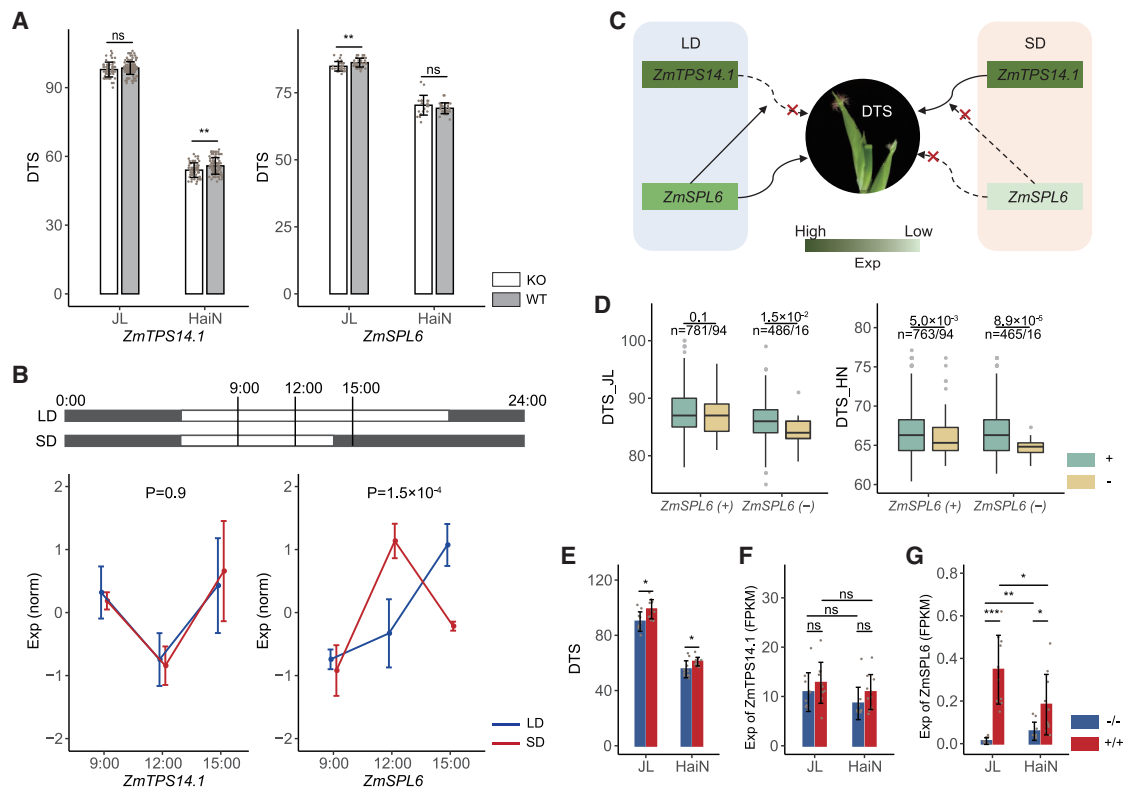 A
DTS
90
60
30
0
ns
**
JL
HaiN
ZmTPS14.1
DTS
75
50
25
0
**
ns
JL
HaiN
ZmSPL6
KO
WT
B
0:00
9:00
12:00
15:00
24:00
LD
SD
Exp (norm)
2
1
0
−1
−2
P=0.9
9:00
12:00
15:00
ZmTPS14.1
Exp (norm)
2
1
0
−1
−2
P=1.5×10⁻⁴
9:00
12:00
15:00
ZmSPL6
LD
SD
C
LD
SD
ZmTPS14.1
ZmTPS14.1
DTS
ZmSPL6
ZmSPL6
High
Low
Exp
D
DTS_JL
100
90
80
0.1
n=781/94
1.5×10⁻²
n=486/16
ZmSPL6 (+)
ZmSPL6 (−)
DTS_HN
75
70
65
60
5.0×10⁻³
n=763/94
8.9×10⁻⁵
n=465/16
ZmSPL6 (+)
ZmSPL6 (−)
+
-
E
DTS
120
80
40
0
*
*
JL
HaiN
F
Exp of ZmTPS14.1 (FPKM)
30
20
10
0
ns
ns
ns
ns
JL
HaiN
G
Exp of ZmSPL6 (FPKM)
0.8
0.6
0.4
0.2
0.0
*
**
***
*
JL
HaiN
-/-
+/+